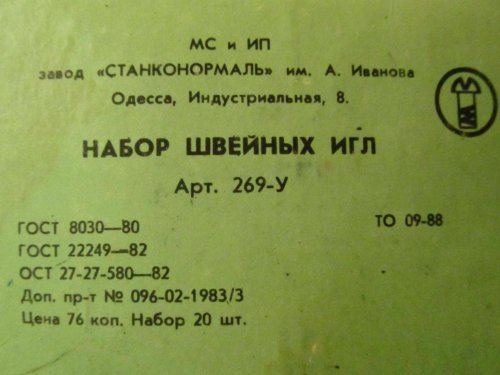 МС и ИП
завод «СТАНКОНОРМАЛЬ» им. А. Иванова
Одесса, Индустриальная, 8.
НАБОР ШВЕЙНЫХ ИГЛ
Арт. 269-У
ГОСТ 8030—80
ТО 09-88
ГОСТ 22249—82
ОСТ 27-27-580—82
Доп. пр-т № 096-02-1983/3
Цена 76 коп. Набор 20 шт.